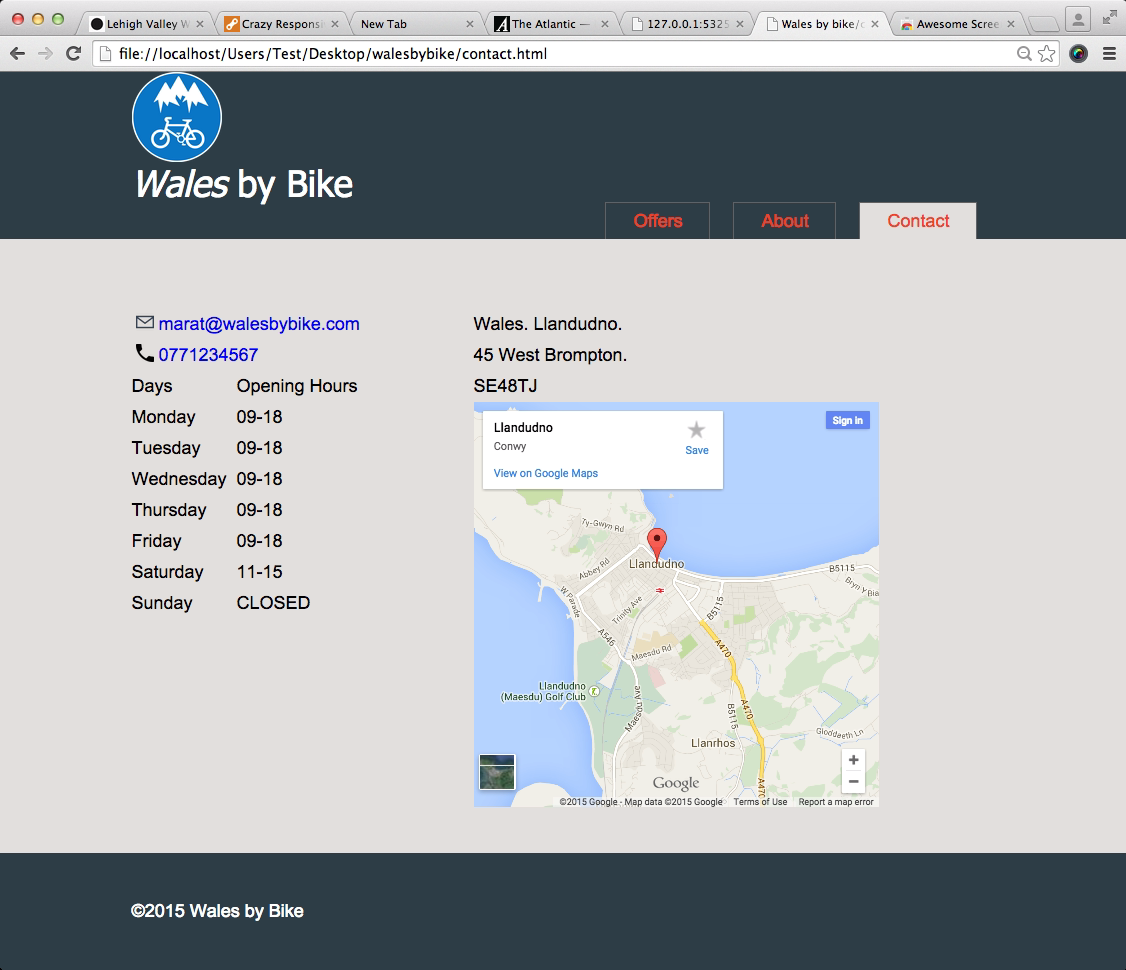 Lehigh Valley W
Crazy Responsi
New Tab
The Atlantic —
127.0.0.1:5325
Wales by bike/c
Awesome Scree
file://localhost/Users/Test/Desktop/walesbybike/contact.html
Wales by Bike
Offers
About
Contact
marat@walesbybike.com
0771234567
Days Opening Hours
Monday 09-18
Tuesday 09-18
Wednesday 09-18
Thursday 09-18
Friday 09-18
Saturday 11-15
Sunday CLOSED
Wales. Llandudno.
45 West Brompton.
SE48TJ
Llandudno
Conwy
Save
View on Google Maps
Sign in
Ty-Gwyn Rd
Llandudno
Abbey Rd
B5115
Bryn Y Bia
W Parade
Trinity Ave
B5115
A546
A470
Maesdu Rd
Llandudno
(Maesdu) Golf Club
Maesdu Ave
B5115
A470
Gloddaeth Ln
Llanrhos
A470
Google
©2015 Google - Map data ©2015 Google Terms of Use Report a map error
©2015 Wales by Bike